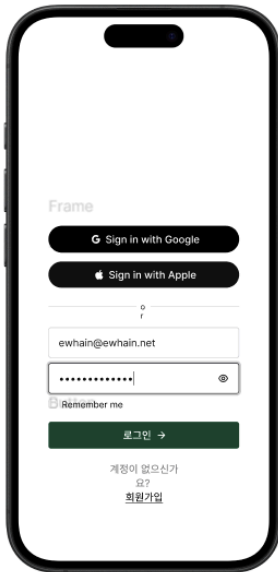 Frame
G Sign in with Google
Sign in with Apple
o
r
ewhain@ewhain.net
•••••••••••••
Button
Remember me
로그인 →
계정이 없으신가
요?
회원가입